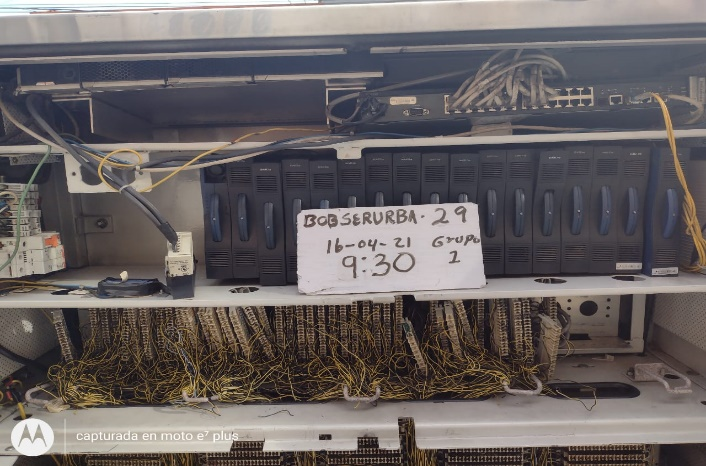 BOBSERURBA. 29
16-04-21 Grupo
9:30 1
capturada en moto e⁷ plus